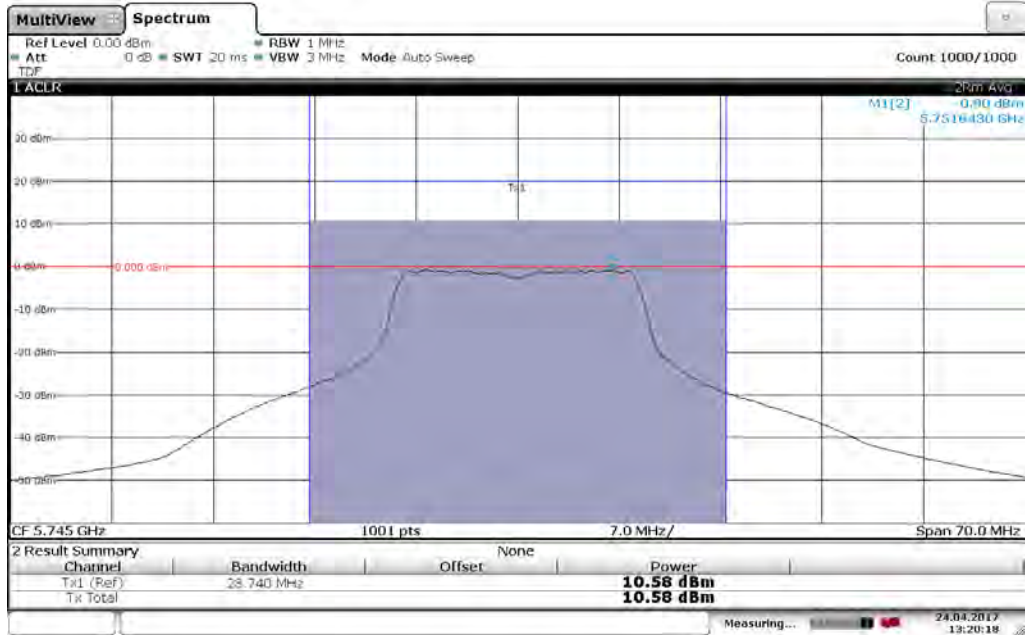 MultiView Spectrum
Ref Level 0.00 dBm RBW 1 MHz
Att 0 dB SWT 20 ms VBW 3 MHz Mode Auto Sweep Count 1000/1000
TDF
1 ACLR 2Rm Avg
M1[2] -0.90 dBm
5.7516430 GHz
30 dBm
20 dBm
Tx1
10 dBm
0 dBm 0.000 dBm
-10 dBm
-20 dBm
-30 dBm
-40 dBm
-50 dBm
CF 5.745 GHz 1001 pts 7.0 MHz/ Span 70.0 MHz
2 Result Summary None
Channel Bandwidth Offset Power
Tx1 (Ref) 28.740 MHz 10.58 dBm
Tx Total 10.58 dBm
Measuring... 24.04.2017
13:20:18